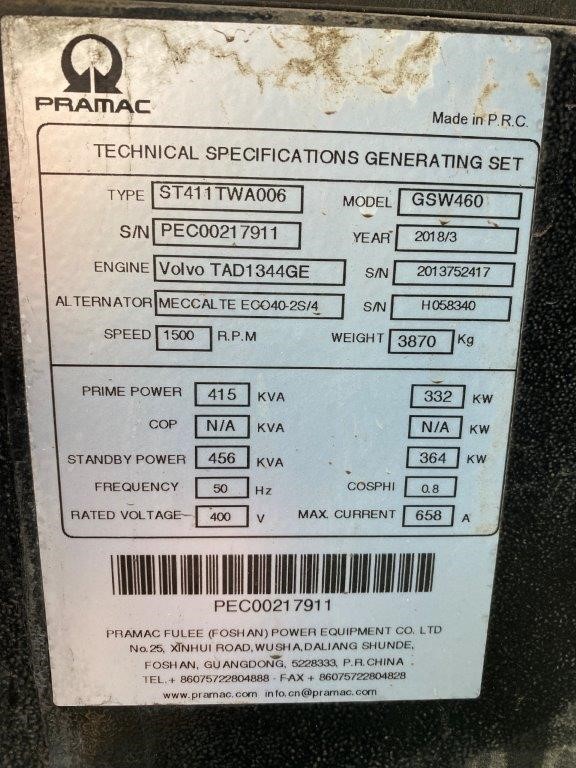 PRAMAC
Made in P.R.C.
TECHNICAL SPECIFICATIONS GENERATING SET
TYPE ST411TWA006 MODEL GSW460
S/N PEC00217911 YEAR 2018/3
ENGINE Volvo TAD1344GE S/N 2013752417
ALTERNATOR MECCALTE ECO40-2S/4 S/N H058340
SPEED 1500 R.P.M WEIGHT 3870 Kg
PRIME POWER 415 KVA 332 KW
COP N/A KVA N/A KW
STANDBY POWER 456 KVA 364 KW
FREQUENCY 50 Hz COSPHI 0.8
RATED VOLTAGE 400 V MAX. CURRENT 658 A
PEC00217911
PRAMAC FULEE (FOSHAN) POWER EQUIPMENT CO. LTD
No.25, XINHUI ROAD, WUSHA,DALIANG SHUNDE,
FOSHAN, GUANGDONG, 5228333, P.R.CHINA
TEL.+ 86075722804888 - FAX + 86075722804828
www.pramac.com info.cn@pramac.com